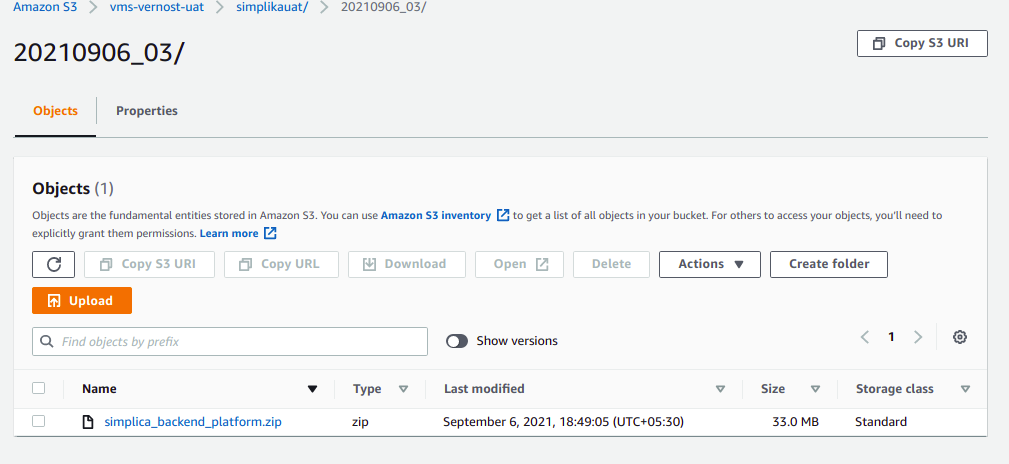 Amazon S3 > vms-vernost-uat > simplikauat/ > 20210906_03/
20210906_03/
Copy S3 URI
Objects
Properties
Objects (1)
Objects are the fundamental entities stored in Amazon S3. You can use Amazon S3 inventory to get a list of all objects in your bucket. For others to access your objects, you'll need to
explicitly grant them permissions. Learn more
Copy S3 URI Copy URL Download Open Delete Actions Create folder
Upload
Find objects by prefix Show versions 1
Name Type Last modified Size Storage class
simplica_backend_platform.zip zip September 6, 2021, 18:49:05 (UTC+05:30) 33.0 MB Standard